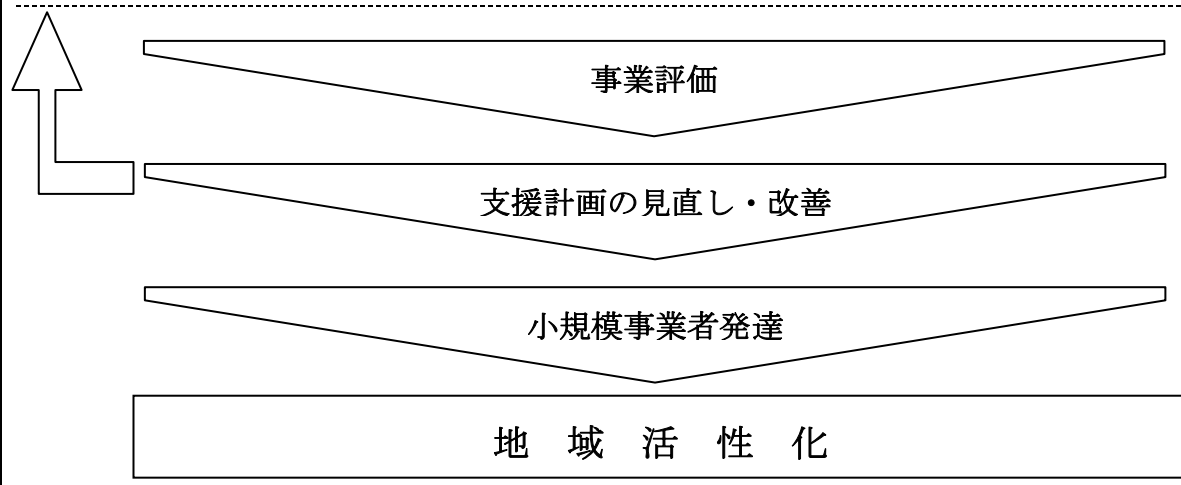 事業評価
支援計画の見直し・改善
小規模事業者発達
地 域 活 性 化